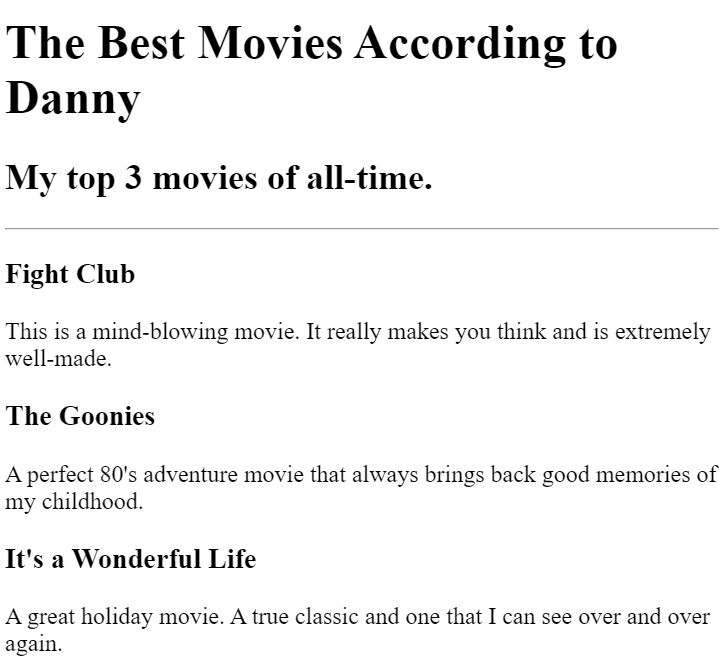 The Best Movies According to
Danny
My top 3 movies of all-time.
Fight Club
This is a mind-blowing movie. It really makes you think and is extremely
well-made.
The Goonies
A perfect 80's adventure movie that always brings back good memories of
my childhood.
It's a Wonderful Life
A great holiday movie. A true classic and one that I can see over and over
again.